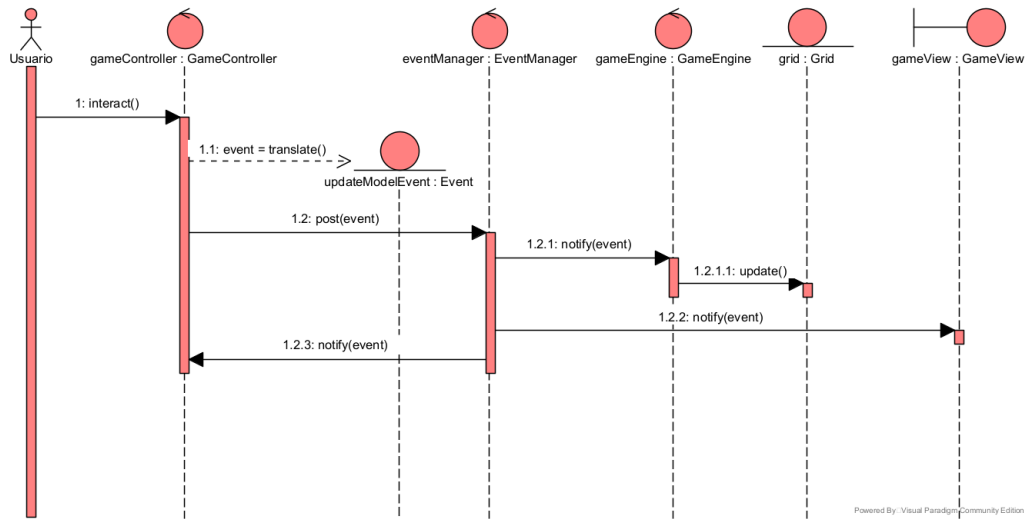 Usuario
gameController : GameController
eventManager : EventManager
gameEngine : GameEngine
grid : Grid
gameView : GameView
1: interact()
1.1: event = translate()
updateModelEvent : Event
1.2: post(event)
1.2.1: notify(event)
1.2.1.1: update()
1.2.2: notify(event)
1.2.3: notify(event)
Powered By Visual Paradigm Community Edition